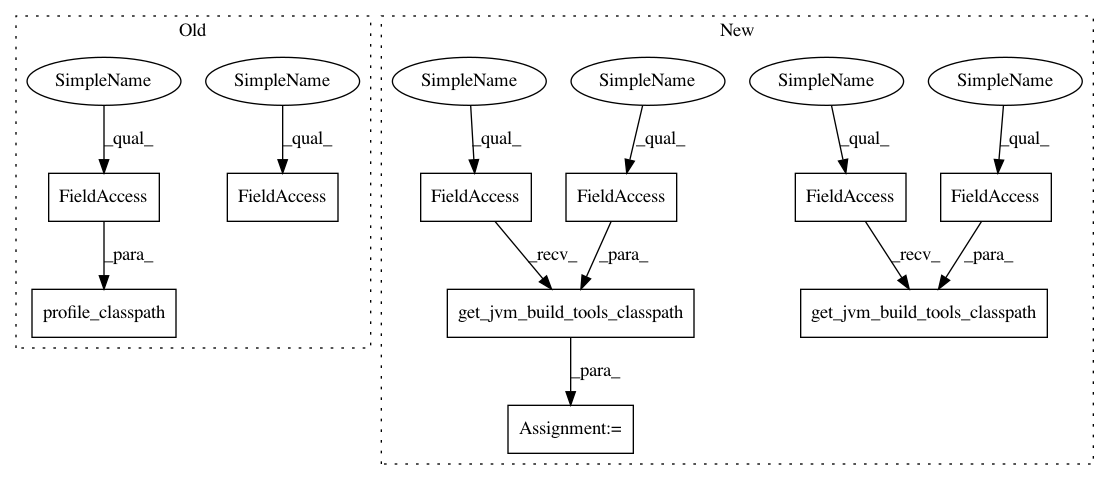 Old
New
SimpleName
SimpleName
SimpleName
SimpleName
SimpleName
SimpleName
_qual_
_qual_
_qual_
_qual_
_qual_
_qual_
FieldAccess
FieldAccess
FieldAccess
FieldAccess
FieldAccess
FieldAccess
_para_
_recv_
_para_
_recv_
_para_
profile_classpath
get_jvm_build_tools_classpath
get_jvm_build_tools_classpath
_para_
Assignment:=